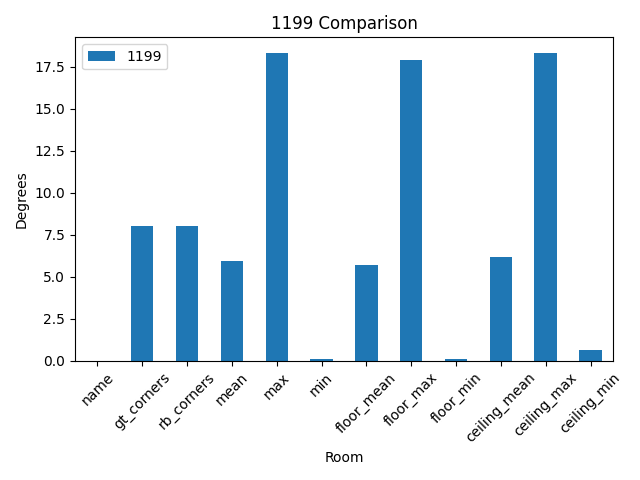 1199 Comparison
1199
Degrees
17.5
15.0
12.5
10.0
7.5
5.0
2.5
0.0
name
gt_corners
rb_corners
mean
max
min
floor_mean
floor_max
floor_min
ceiling_mean
ceiling_max
ceiling_min
Room